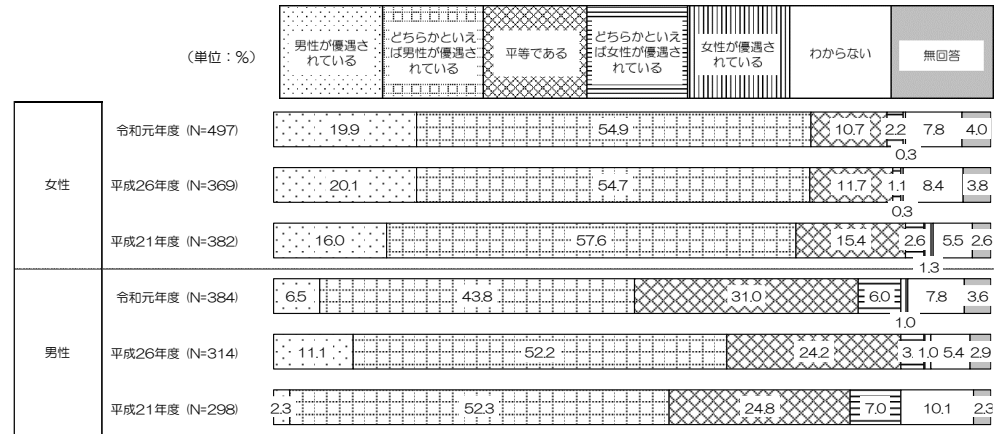 （単位：％）
男性が優遇さ
れている
どちらかといえ
ば男性が優遇さ
れている
平等である
どちらかといえ
ば女性が優遇さ
れている
女性が優遇さ
れている
わからない
無回答
女性
令和元年度 (N=497)
19.9 54.9 10.7 2.2 7.8 4.0
0.3
平成26年度 (N=369)
20.1 54.7 11.7 1.1 8.4 3.8
0.3
平成21年度 (N=382)
16.0 57.6 15.4 2.6 5.5 2.6
1.3
男性
令和元年度 (N=384)
6.5 43.8 31.0 6.0 7.8 3.6
1.0
平成26年度 (N=314)
11.1 52.2 24.2 3. 1.0 5.4 2.9
平成21年度 (N=298)
2.3 52.3 24.8 7.0 10.1 2.3